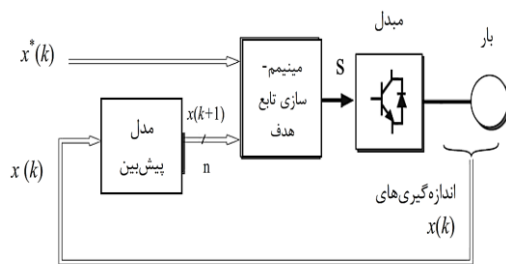 مبدل
بار
x*(k)
مینیمم-
سازی تابع
هدف
S
x(k+1)
n
مدل
پیش‌بین
x(k)
اندازه‌گیری‌های
x(k)